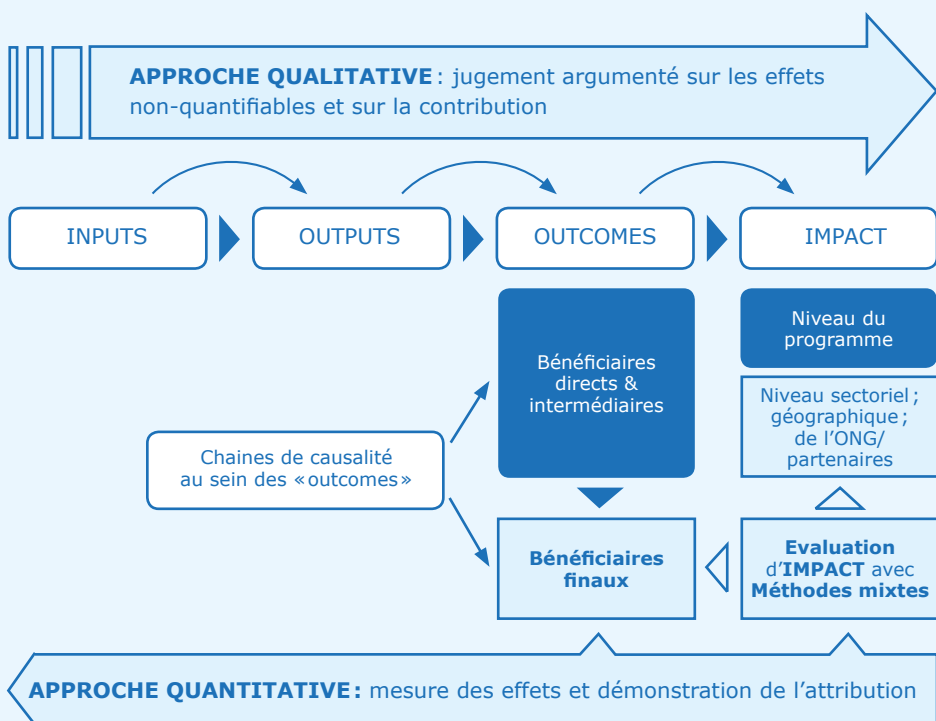 APPROCHE QUALITATIVE : jugement argumenté sur les effets
non-quantifiables et sur la contribution
INPUTS
OUTPUTS
OUTCOMES
IMPACT
Bénéficiaires
directs &
intermédiaires
Niveau du
programme
Niveau sectoriel ;
géographique ;
de l’ONG/
partenaires
Chaines de causalité
au sein des «outcomes»
Bénéficiaires
finaux
Evaluation
d’IMPACT avec
Méthodes mixtes
APPROCHE QUANTITATIVE : mesure des effets et démonstration de l’attribution